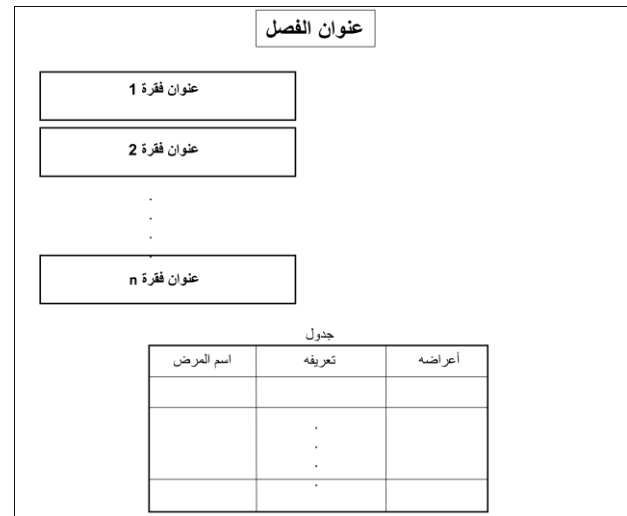 عنوان الفصل
عنوان فقرة 1
عنوان فقرة 2
.
.
.
.
عنوان فقرة n
جدول
أعراضه تعريفه اسم المرض
.
.
.
.